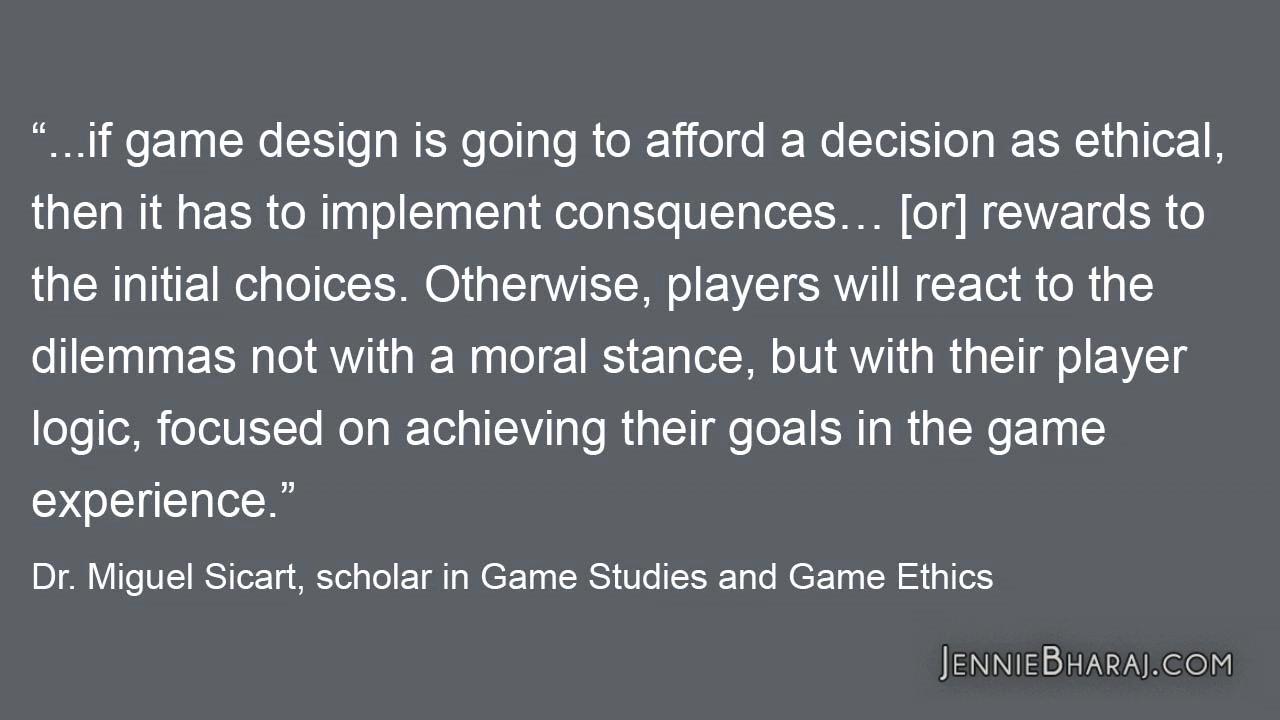 “...if game design is going to afford a decision as ethical,
then it has to implement consquences… [or] rewards to
the initial choices. Otherwise, players will react to the
dilemmas not with a moral stance, but with their player
logic, focused on achieving their goals in the game
experience.”
Dr. Miguel Sicart, scholar in Game Studies and Game Ethics
JENNIEBHARAJ.COM